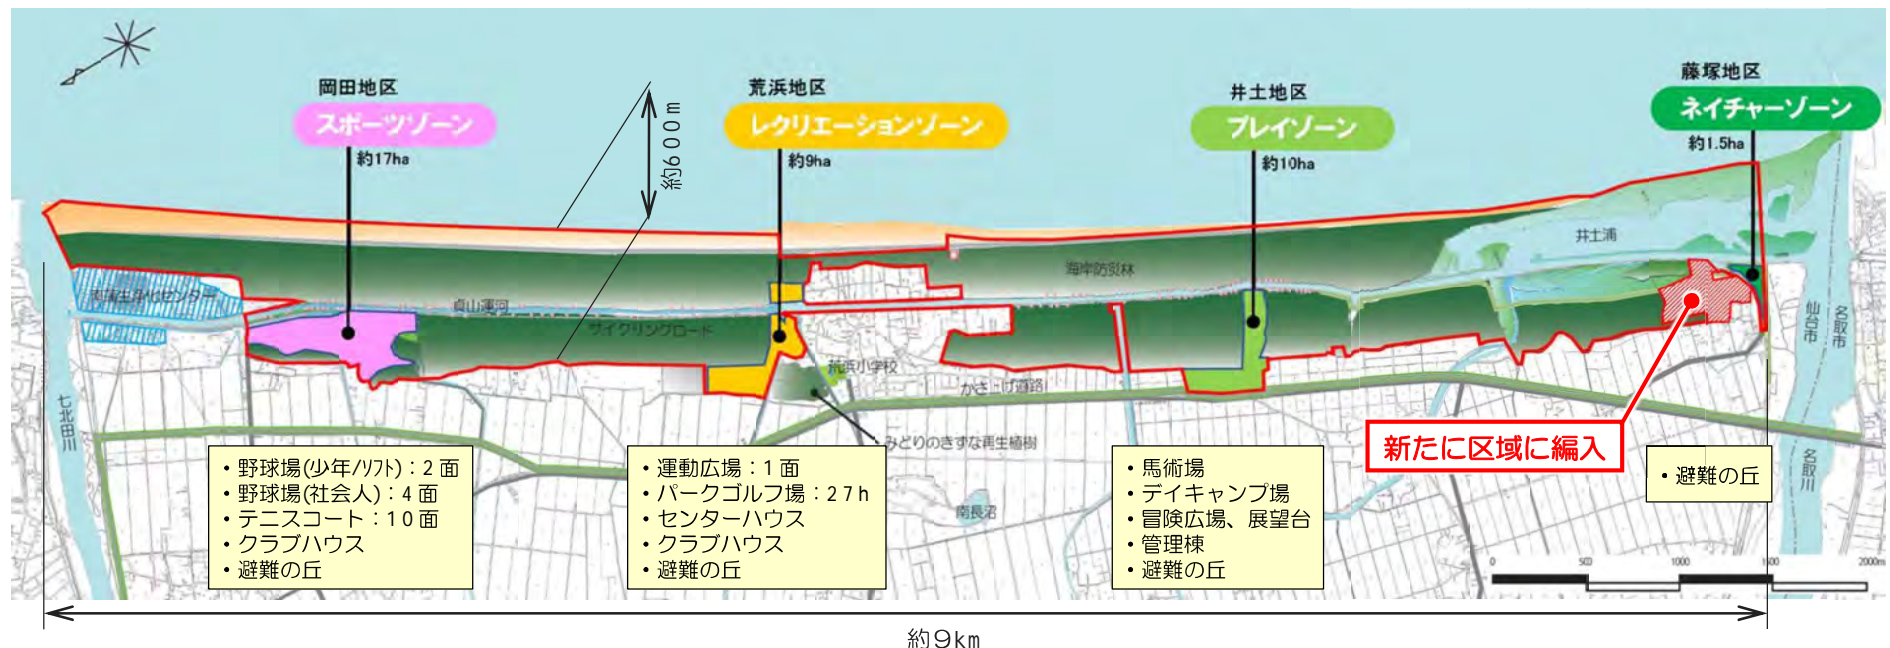 岡田地区
スポーツゾーン
約17ha
約600m
荒浜地区
レクリエーションゾーン
約9ha
井土地区
プレイゾーン
約10ha
藤塚地区
ネイチャーゾーン
約1.5ha
井土浦
海岸防災林
南蒲生浄化センター
貞山運河
サイクリングロード
荒浜小学校
かさ上げ道路
みどりのきずな再生植樹
南長沼
七北田川
仙台市
名取市
名取川
新たに区域に編入
・野球場(少年/ソフト)：2面
・野球場(社会人)：4面
・テニスコート：10面
・クラブハウス
・避難の丘
・運動広場：1面
・パークゴルフ場：27h
・センターハウス
・クラブハウス
・避難の丘
・馬術場
・デイキャンプ場
・冒険広場、展望台
・管理棟
・避難の丘
・避難の丘
0 500 1000 1500 2000m
約9km